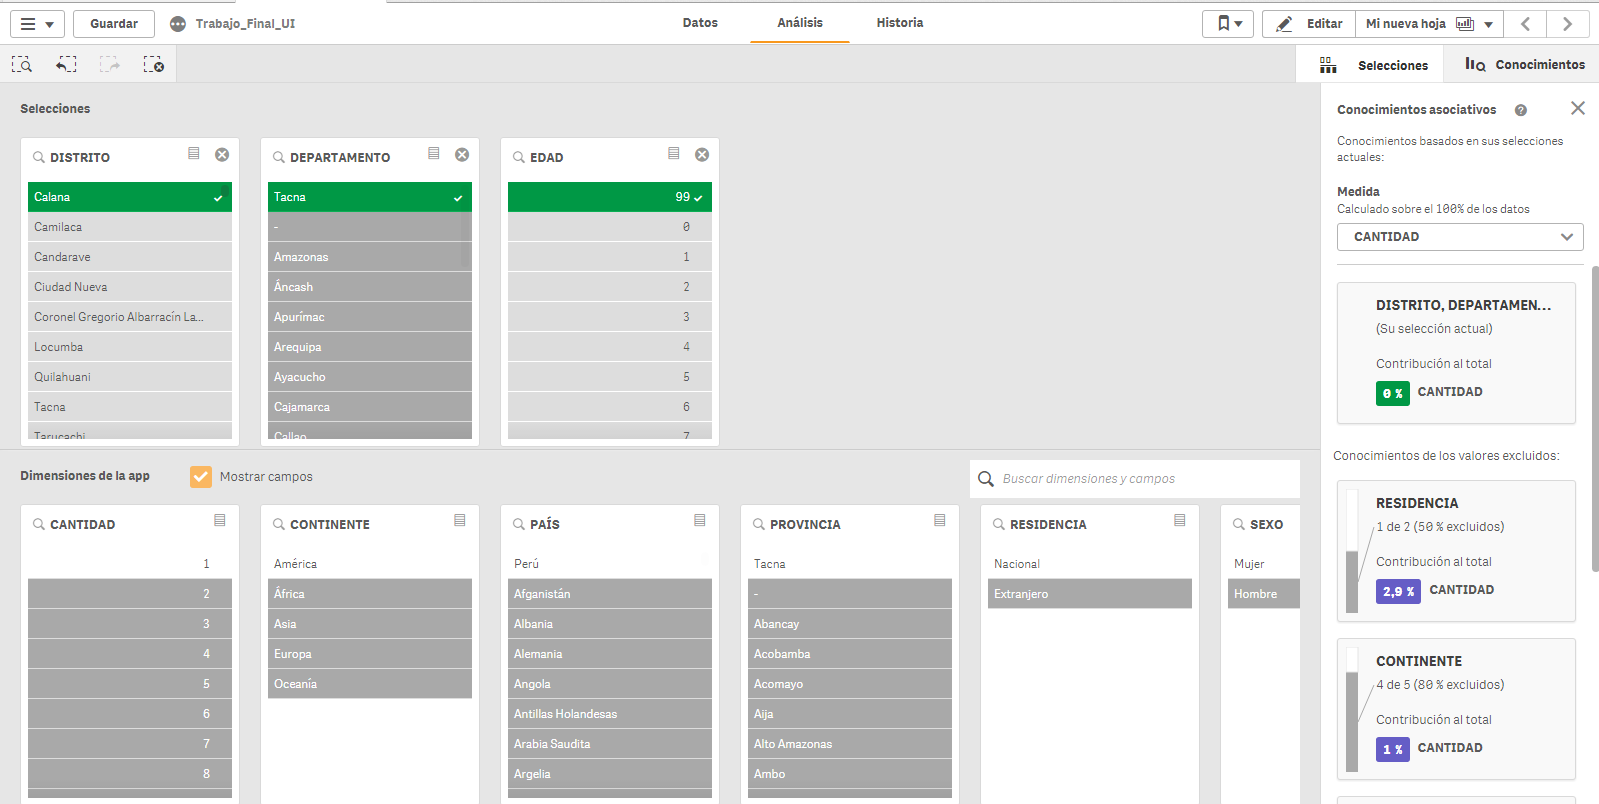 Guardar
Trabajo_Final_UI
Datos
Análisis
Historia
Editar
Mi nueva hoja
Selecciones
Conocimientos
Selecciones
DISTRITO
Calana
Camilaca
Candarave
Ciudad Nueva
Coronel Gregorio Albarracín La...
Locumba
Quilahuani
Tacna
Tarucachi
DEPARTAMENTO
Tacna
-
Amazonas
Áncash
Apurímac
Arequipa
Ayacucho
Cajamarca
Callao
EDAD
99
0
1
2
3
4
5
6
7
Conocimientos asociativos
Conocimientos basados en sus selecciones
actuales:
Medida
Calculado sobre el 100% de los datos
CANTIDAD
DISTRITO, DEPARTAMEN...
(Su selección actual)
Contribución al total
0 % CANTIDAD
Conocimientos de los valores excluidos:
RESIDENCIA
1 de 2 (50 % excluidos)
Contribución al total
2,9 % CANTIDAD
CONTINENTE
4 de 5 (80 % excluidos)
Contribución al total
1 % CANTIDAD
Dimensiones de la app
Mostrar campos
Buscar dimensiones y campos
CANTIDAD
1
2
3
4
5
6
7
8
CONTINENTE
América
África
Asia
Europa
Oceanía
PAÍS
Perú
Afganistán
Albania
Alemania
Angola
Antillas Holandesas
Arabia Saudita
Argelia
PROVINCIA
Tacna
-
Abancay
Acobamba
Acomayo
Aija
Alto Amazonas
Ambo
RESIDENCIA
Nacional
Extranjero
SEXO
Mujer
Hombre